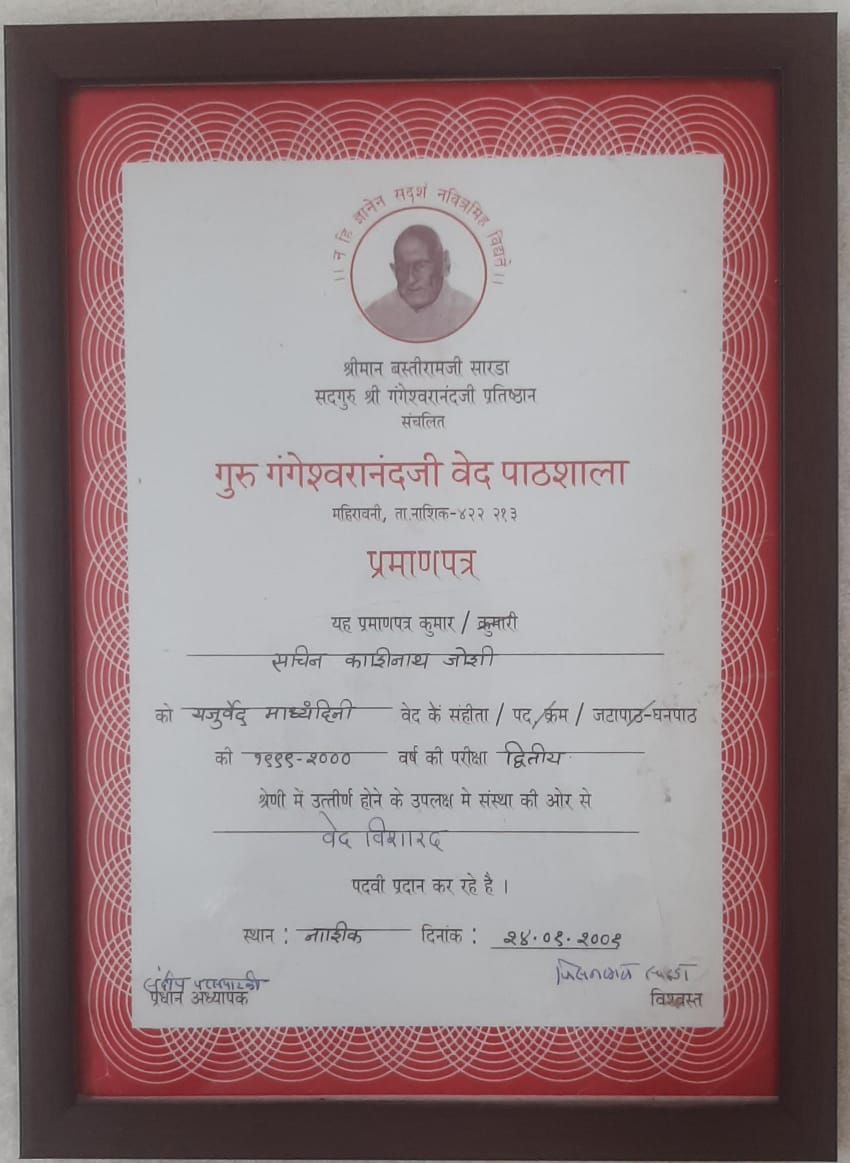 ।। न हि ज्ञानेन सदृशं नवित्रमिह विद्यते ।।
श्रीमान बस्तीरामजी सारडा
सदगुरु श्री गंगेश्वरानंदजी प्रतिष्ठान
संचलित
गुरु गंगेश्वरानंदजी वेद पाठशाला
महिरावनी, ता.नाशिक-४२२ २१३
प्रमाणपत्र
यह प्रमाणपत्र कुमार / कुमारी
सचिन काशिनाथ जोशी
को यजुर्वेद माध्यंदिनी वेद के संहीता / पद / क्रम / जटापाठ-घनपाठ
की १९९९-२००० वर्ष की परीक्षा द्वितीय
श्रेणी में उत्तीर्ण होने के उपलक्ष मे संस्था की ओर से
वेद विशारद
पदवी प्रदान कर रहे है ।
स्थान : नाशिक दिनांक : २४.०१.२००१
प्रधान अध्यापक विश्वस्त